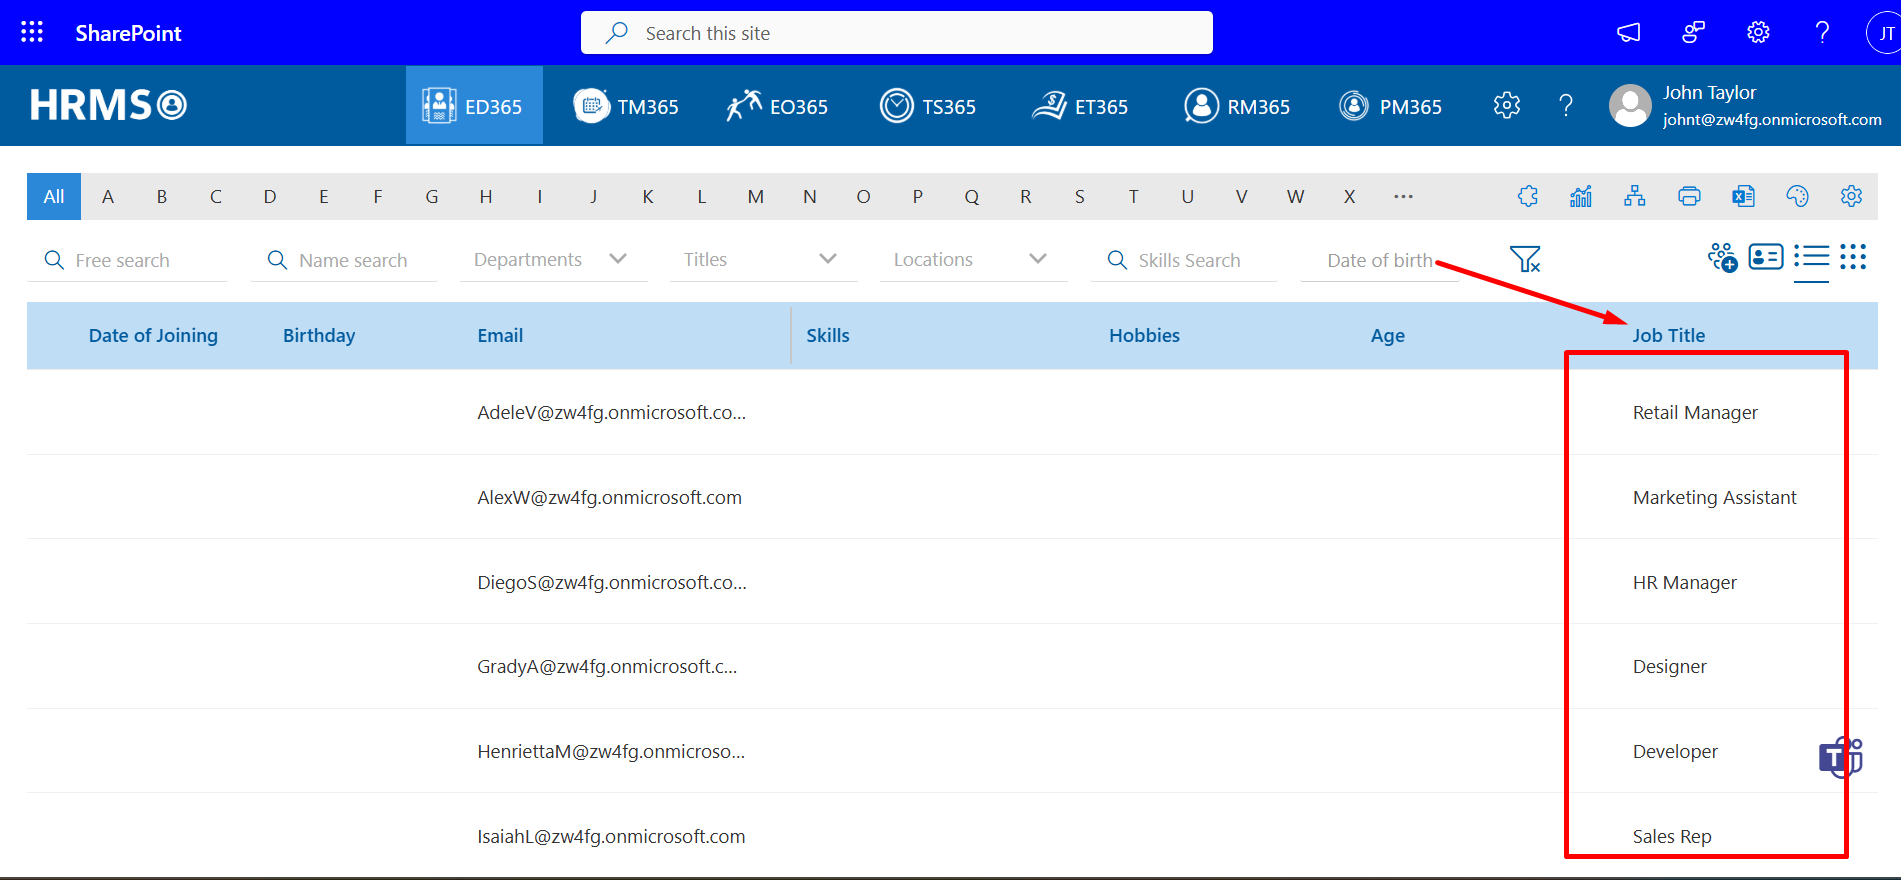 SharePoint
Search this site
JT
HRMS
ED365
TM365
EO365
TS365
ET365
RM365
PM365
John Taylor
johnt@zw4fg.onmicrosoft.com
All A B C D E F G H I J K L M N O P Q R S T U V W X ···
Free search
Name search
Departments
Titles
Locations
Skills Search
Date of birth
Date of Joining Birthday Email Skills Hobbies Age Job Title
AdeleV@zw4fg.onmicrosoft.co... Retail Manager
AlexW@zw4fg.onmicrosoft.com Marketing Assistant
DiegoS@zw4fg.onmicrosoft.co... HR Manager
GradyA@zw4fg.onmicrosoft.c... Designer
HenriettaM@zw4fg.onmicroso... Developer
T
IsaiahL@zw4fg.onmicrosoft.com Sales Rep